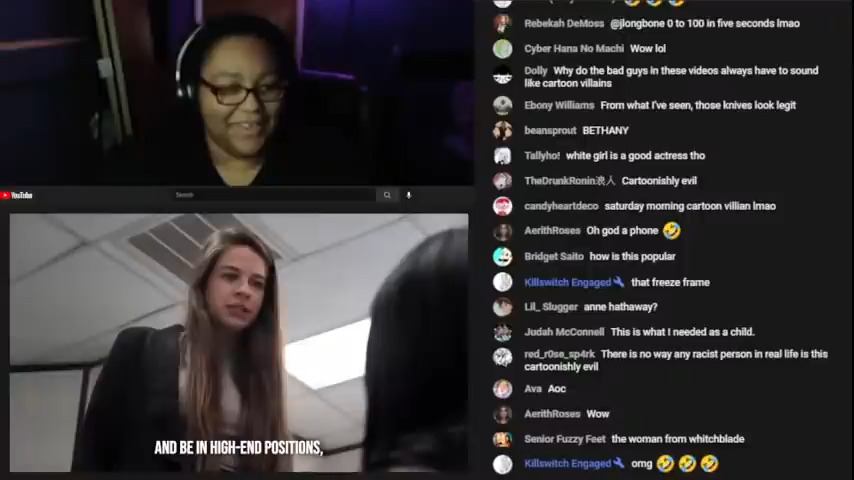 Rebekah DeMoss @jlongbone 0 to 100 in five seconds lmao
Cyber Hana No Machi Wow lol
Dolly Why do the bad guys in these videos always have to sound
like cartoon villains
Ebony Williams From what I've seen, those knives look legit
beansprout BETHANY
Tallyho! white girl is a good actress tho
TheDrunkRonin浪人 Cartoonishly evil
candyheartdeco saturday morning cartoon villian lmao
AerithRoses Oh god a phone 🤣
Bridget Saito how is this popular
Killswitch Engaged that freeze frame
Lil_ Slugger anne hathaway?
Judah McConnell This is what I needed as a child.
red_r0se_sp4rk There is no way any racist person in real life is this
cartoonishly evil
Ava Aoc
AerithRoses Wow
Senior Fuzzy Feet the woman from whitchblade
Killswitch Engaged omg 🤣🤣🤣
YouTube
Search
AND BE IN HIGH-END POSITIONS,